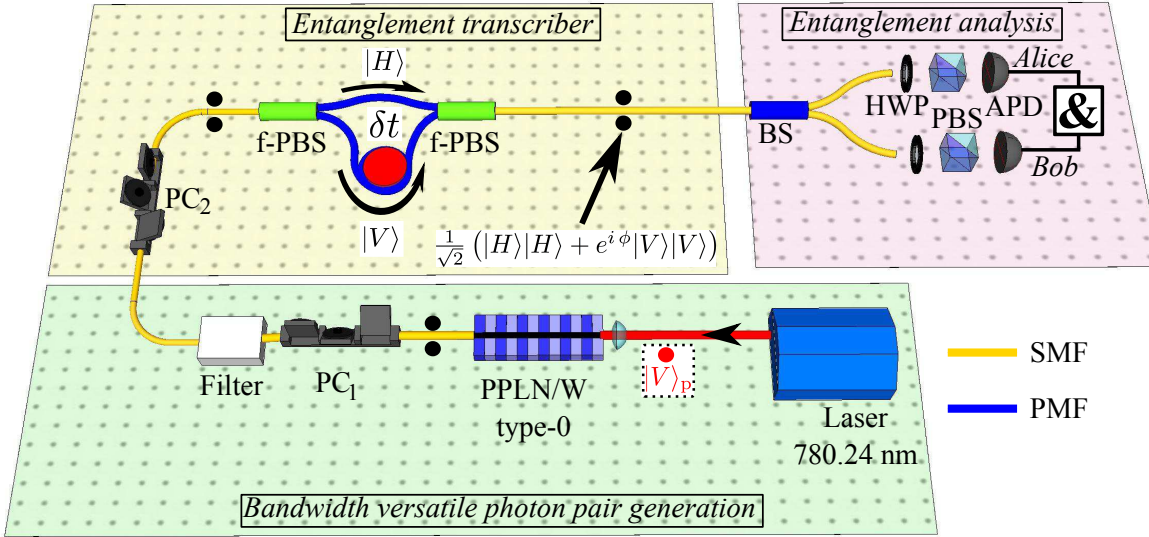 Entanglement transcriber
Entanglement analysis
|H⟩
δt
f-PBS
f-PBS
|V⟩
PC2
1/√2 (|H⟩|H⟩ + e^{i ϕ}|V⟩|V⟩)
BS
HWP
PBS
APD
Alice
&
Bob
Filter
PC1
PPLN/W
type-0
|V⟩p
Laser
780.24 nm
SMF
PMF
Bandwidth versatile photon pair generation